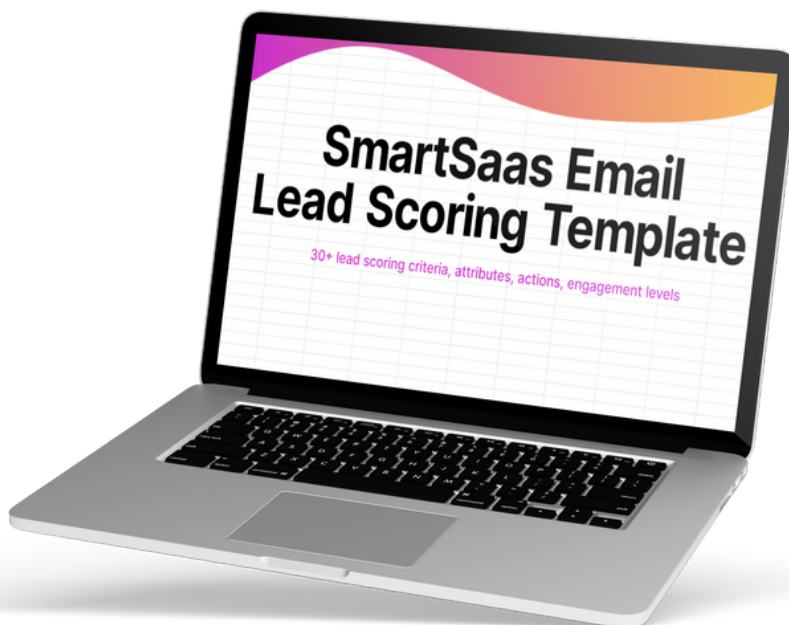 SmartSaas Email
Lead Scoring Template
30+ lead scoring criteria, attributes, actions, engagement levels